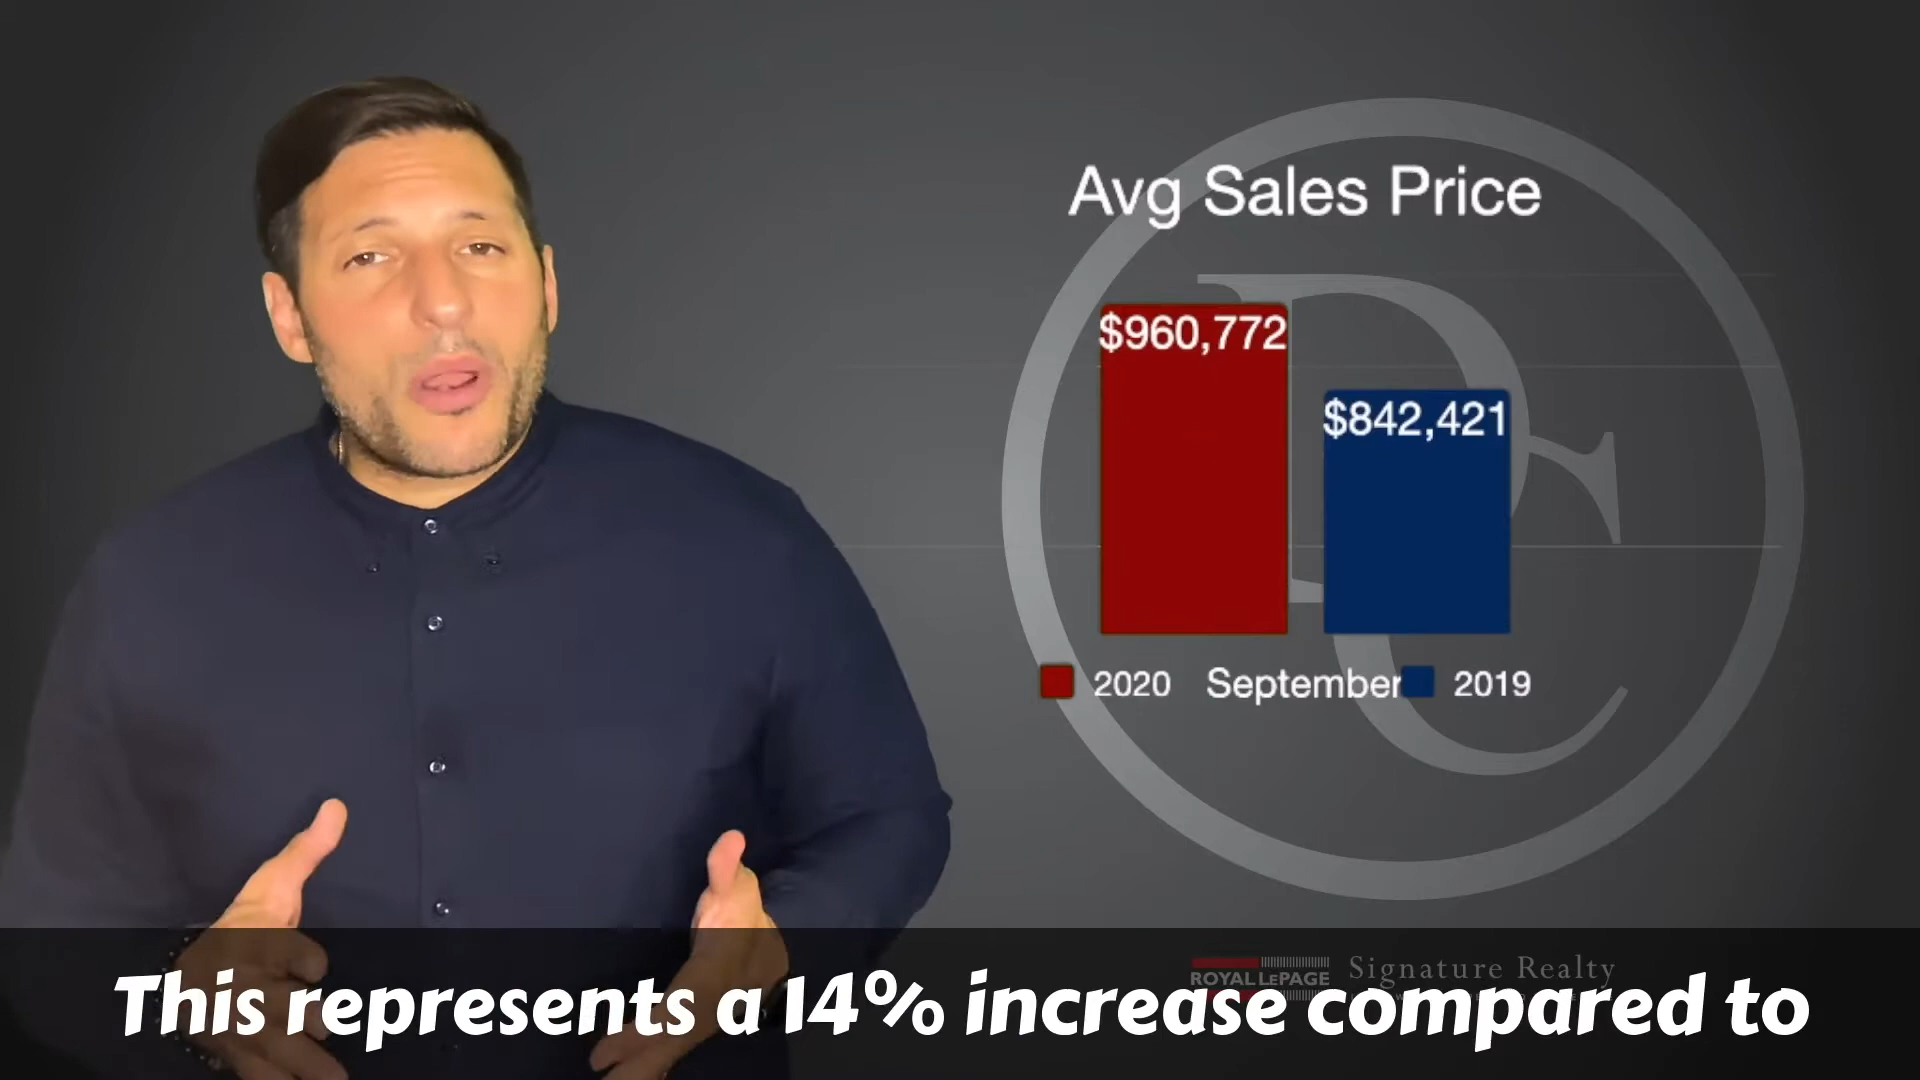 Avg Sales Price
$960,772
$842,421
2020 September 2019
ROYAL LEPAGE Signature Realty
This represents a 14% increase compared to